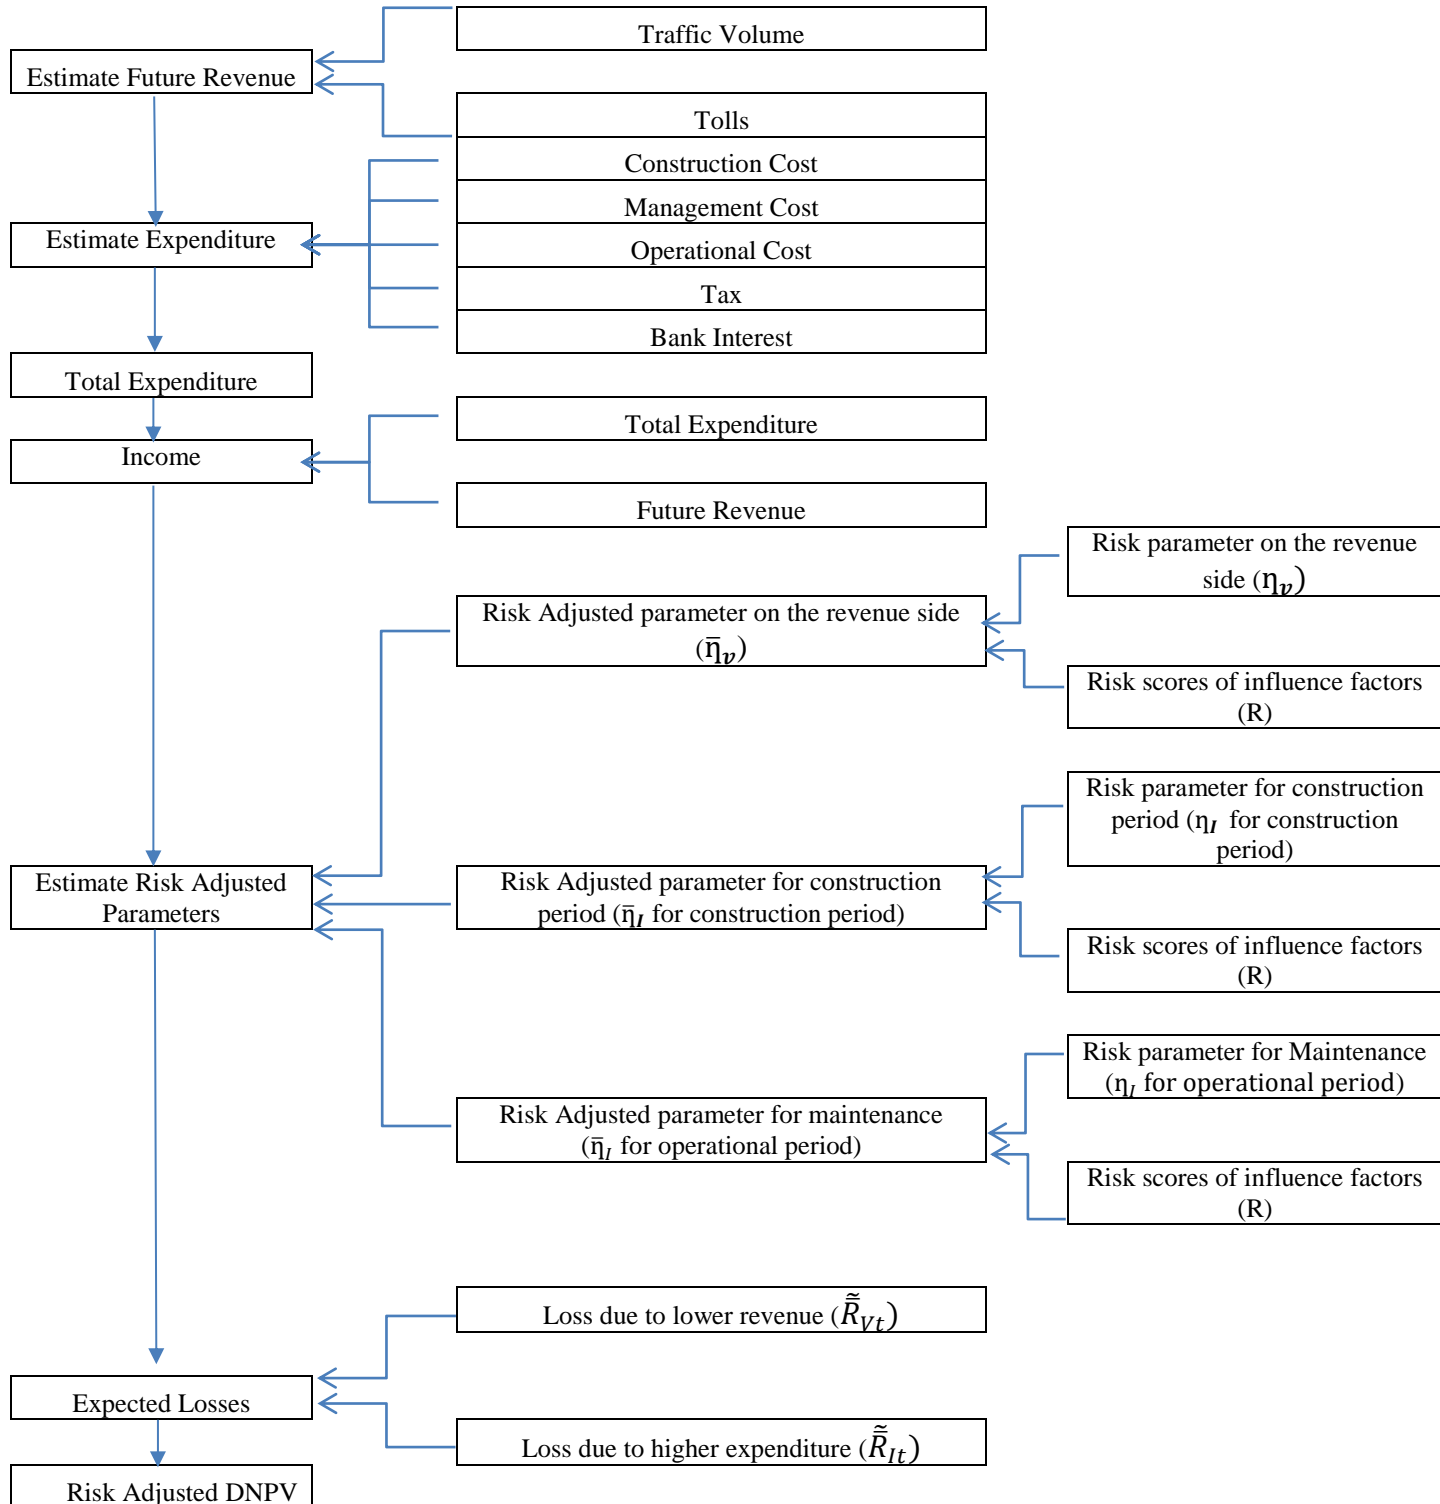 Traffic Volume
Estimate Future Revenue
Tolls
Construction Cost
Management Cost
Estimate Expenditure
Operational Cost
Tax
Bank Interest
Total Expenditure
Total Expenditure
Income
Future Revenue
Risk parameter on the revenue
side (η𝒗)
Risk Adjusted parameter on the revenue side
(η̅𝒗)
Risk scores of influence factors
(R)
Risk parameter for construction
period (η𝑰 for construction
period)
Estimate Risk Adjusted
Parameters
Risk Adjusted parameter for construction
period (η̅𝑰 for construction period)
Risk scores of influence factors
(R)
Risk parameter for Maintenance
(η𝐼 for operational period)
Risk Adjusted parameter for maintenance
(η̅𝐼 for operational period)
Risk scores of influence factors
(R)
Loss due to lower revenue (𝑅̿̃𝑉𝑡)
Expected Losses
Loss due to higher expenditure (𝑅̿̃𝐼𝑡)
Risk Adjusted DNPV